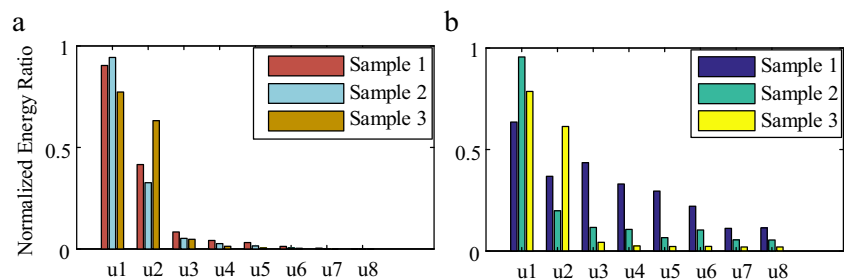 a
Normalized Energy Ratio
1
0.5
0
Sample 1
Sample 2
Sample 3
u1 u2 u3 u4 u5 u6 u7 u8
b
1
0.5
0
Sample 1
Sample 2
Sample 3
u1 u2 u3 u4 u5 u6 u7 u8